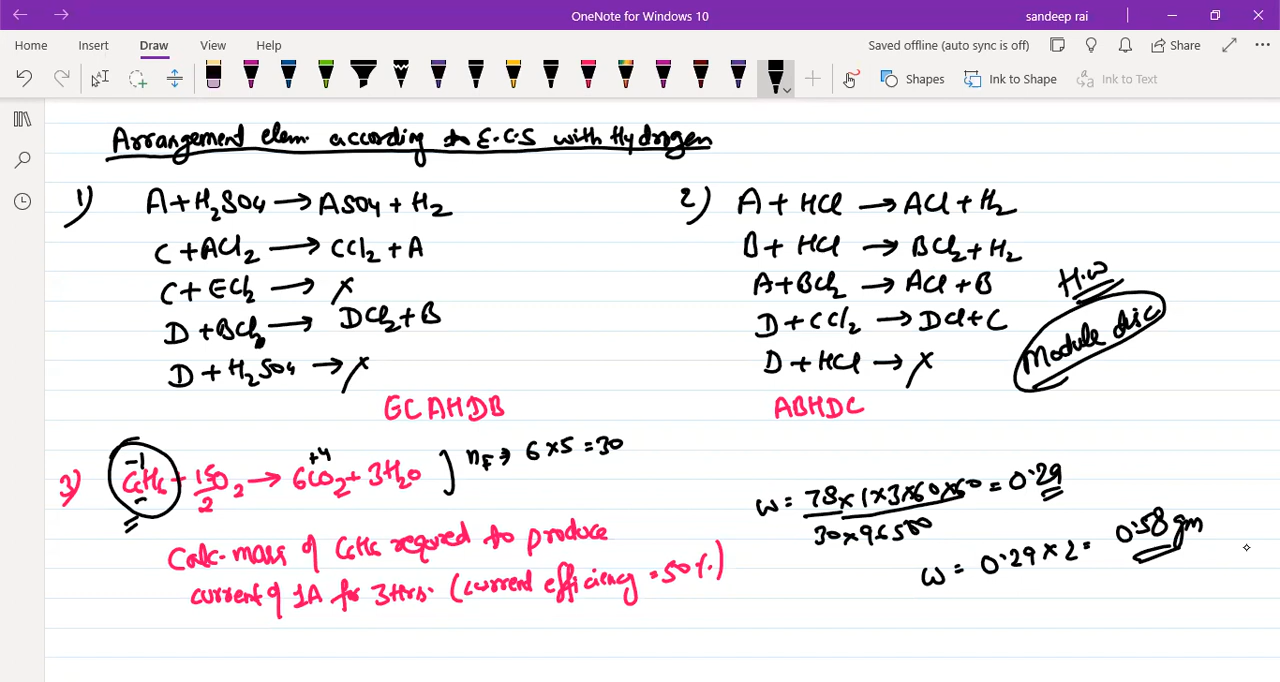 OneNote for Windows 10
sandeep rai
Home Insert Draw View Help
Saved offline (auto sync is off)
Share
Shapes
Ink to Shape
Ink to Text
Arrangement elem. according to E.C.S with Hydrogen
1)
A + H₂SO₄ → ASO₄ + H₂
C + ACl₂ → CCl₂ + A
C + ECl₂ → X
D + BCl₂ → DCl₂ + B
D + H₂SO₄ → X
ECAHDB
2)
A + HCl → ACl + H₂
B + HCl → BCl₂ + H₂
A + BCl₂ → ACl + B
D + CCl₂ → DCl + C
D + HCl → X
ABHDC
H.W
Module disc
3)
-1 +4
C₆H₆ + 15/2 O₂ → 6CO₂ + 3H₂O ] nF → 6 × 5 = 30
Calc. mass of C₆H₆ required to produce
current of 1A for 3Hrs. (current efficiency = 50%)
w = 78 × 1 × 3 × 60 × 60 / 30 × 96500 = 0.29
w = 0.29 × 2 = 0.58 gm